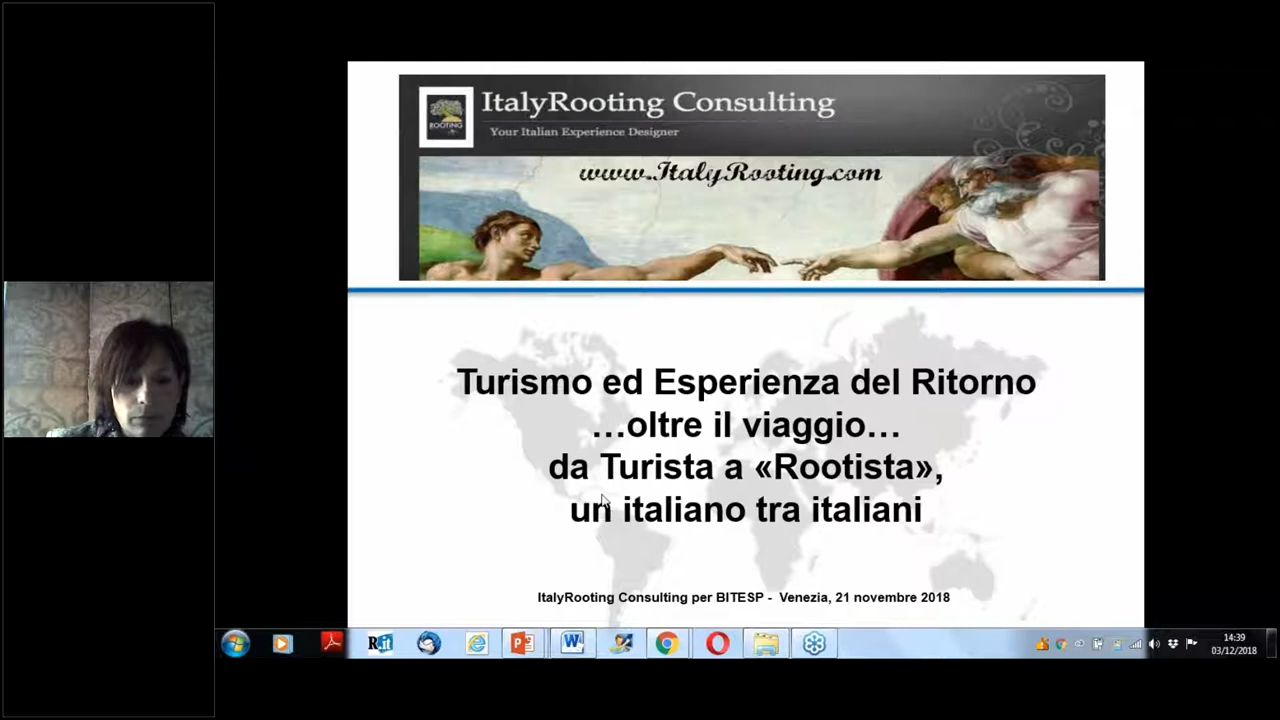 ItalyRooting Consulting
ROOTING
Your Italian Experience Designer
www.ItalyRooting.com
Turismo ed Esperienza del Ritorno
…oltre il viaggio…
da Turista a «Rootista»,
un italiano tra italiani
ItalyRooting Consulting per BITESP - Venezia, 21 novembre 2018
14:39
03/12/2018